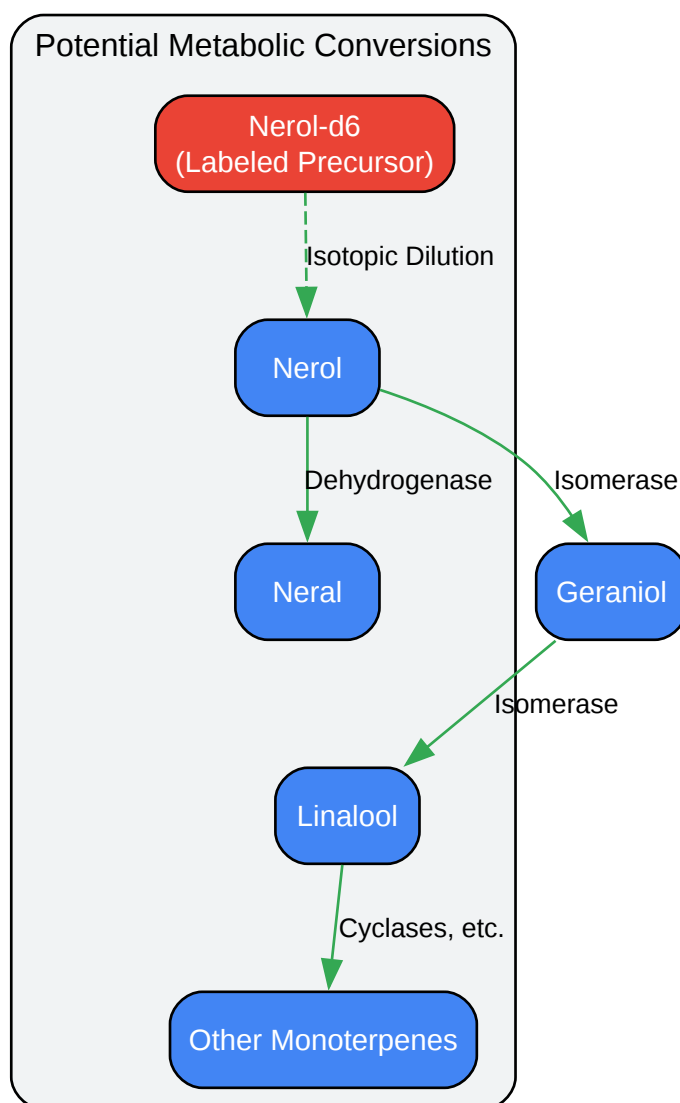 Potential Metabolic Conversions
Nerol-d6
(Labeled Precursor)
Isotopic Dilution
Nerol
Dehydrogenase
Isomerase
Neral
Geraniol
Isomerase
Linalool
Cyclases, etc.
Other Monoterpenes